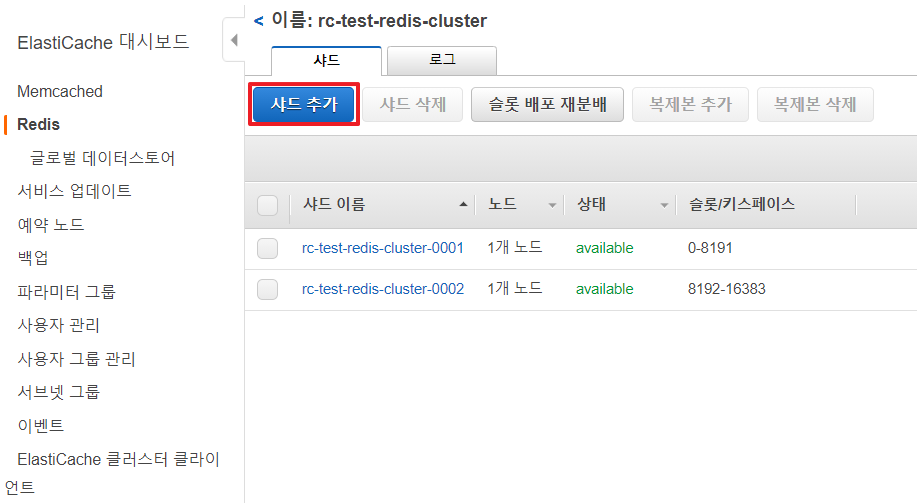 ElastiCache 대시보드
Memcached
Redis
글로벌 데이터스토어
서비스 업데이트
예약 노드
백업
파라미터 그룹
사용자 관리
사용자 그룹 관리
서브넷 그룹
이벤트
ElastiCache 클러스터 클라이
언트
< 이름: rc-test-redis-cluster
샤드 로그
샤드 추가 샤드 삭제 슬롯 배포 재분배 복제본 추가 복제본 삭제
샤드 이름 노드 상태 슬롯/키스페이스
rc-test-redis-cluster-0001 1개 노드 available 0-8191
rc-test-redis-cluster-0002 1개 노드 available 8192-16383